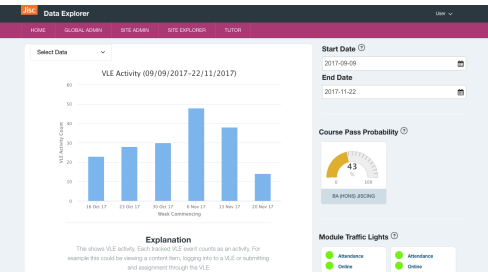 Jisc Data Explorer
User
HOME GLOBAL ADMIN SITE ADMIN SITE EXPLORER TUTOR
Select Data
VLE Activity (09/09/2017–22/11/2017)
60
50
40
30
20
10
0
VLE Activity Count
16 Oct 17 23 Oct 17 30 Oct 17 6 Nov 17 13 Nov 17 20 Nov 17
Week Commencing
Explanation
This shows VLE activity. Each tracked VLE event counts as an activity. For
example this could be viewing a content item, logging into to a VLE or submitting
and assignment through the VLE
Start Date ?
2017-09-09
End Date
2017-11-22
Course Pass Probability ?
43
%
0 100
BA (HONS) JISCING
Module Traffic Lights ?
Attendance Attendance
Online Online